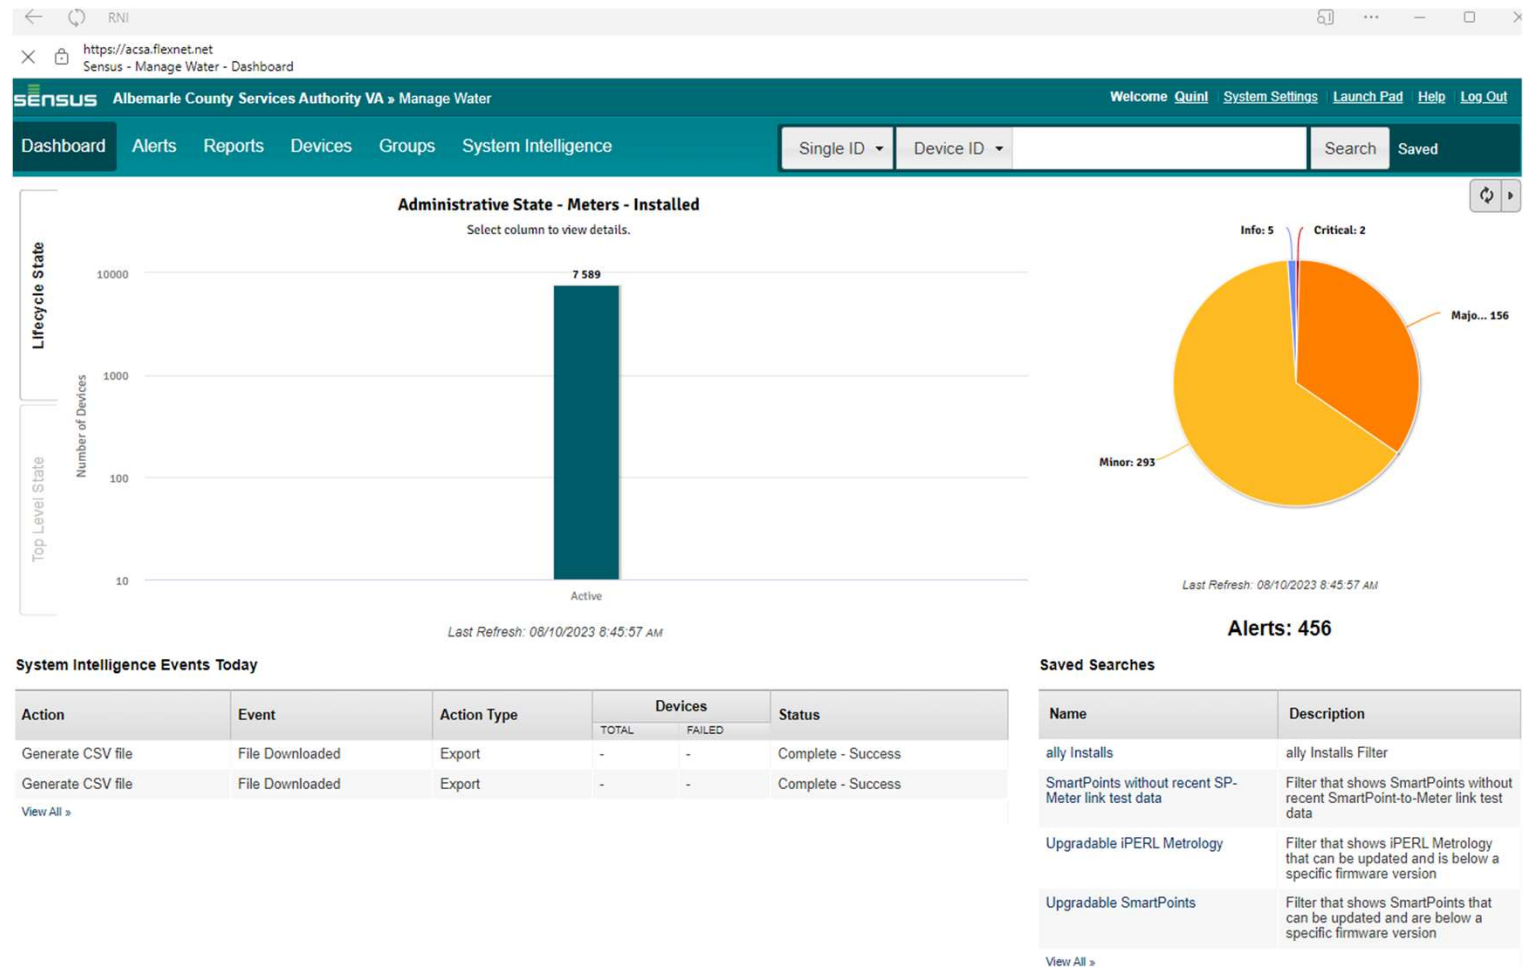 RNI
https://acsa.flexnet.net
Sensus - Manage Water - Dashboard
sensus Albemarle County Services Authority VA » Manage Water
Welcome Quinl System Settings Launch Pad Help Log Out
Dashboard Alerts Reports Devices Groups System Intelligence
Single ID Device ID Search Saved
Lifecycle State
Top Level State
Administrative State - Meters - Installed
Select column to view details.
Number of Devices
10000
1000
100
10
7 589
Active
Last Refresh: 08/10/2023 8:45:57 AM
Info: 5
Critical: 2
Majo... 156
Minor: 293
Last Refresh: 08/10/2023 8:45:57 AM
Alerts: 456
System Intelligence Events Today
Action Event Action Type Devices Status
TOTAL FAILED
Generate CSV file File Downloaded Export - - Complete - Success
Generate CSV file File Downloaded Export - - Complete - Success
View All »
Saved Searches
Name Description
ally Installs ally Installs Filter
SmartPoints without recent SP- Filter that shows SmartPoints without
Meter link test data recent SmartPoint-to-Meter link test
data
Upgradable iPERL Metrology Filter that shows iPERL Metrology
that can be updated and is below a
specific firmware version
Upgradable SmartPoints Filter that shows SmartPoints that
can be updated and are below a
specific firmware version
View All »